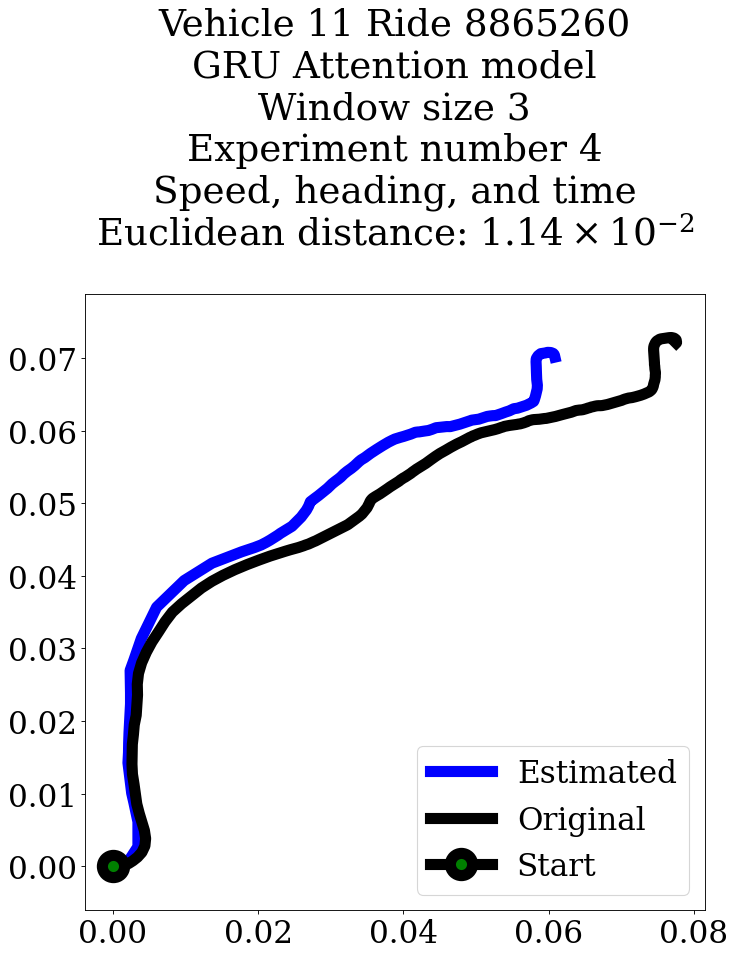 Vehicle 11 Ride 8865260
GRU Attention model
Window size 3
Experiment number 4
Speed, heading, and time
Euclidean distance: 1.14 × 10⁻²
0.07
0.06
0.05
0.04
0.03
0.02
0.01
0.00
Estimated
Original
Start
0.00 0.02 0.04 0.06 0.08